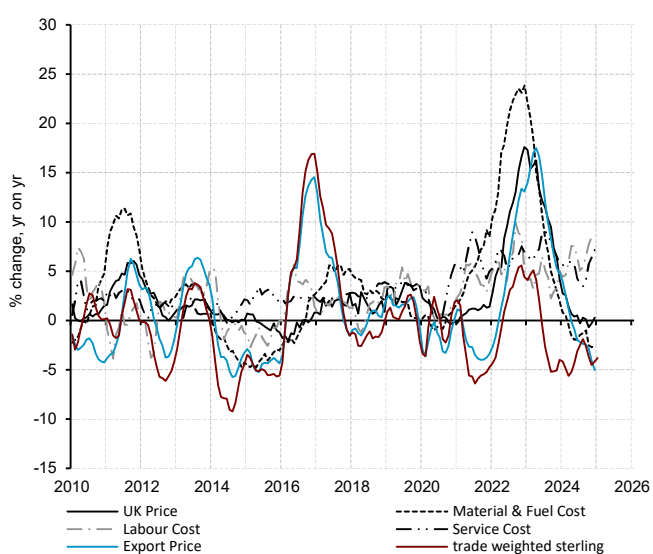 % change, yr on yr
30
25
20
15
10
5
0
-5
-10
-15
2010 2012 2014 2016 2018 2020 2022 2024 2026
UK Price Material & Fuel Cost
Labour Cost Service Cost
Export Price trade weighted sterling